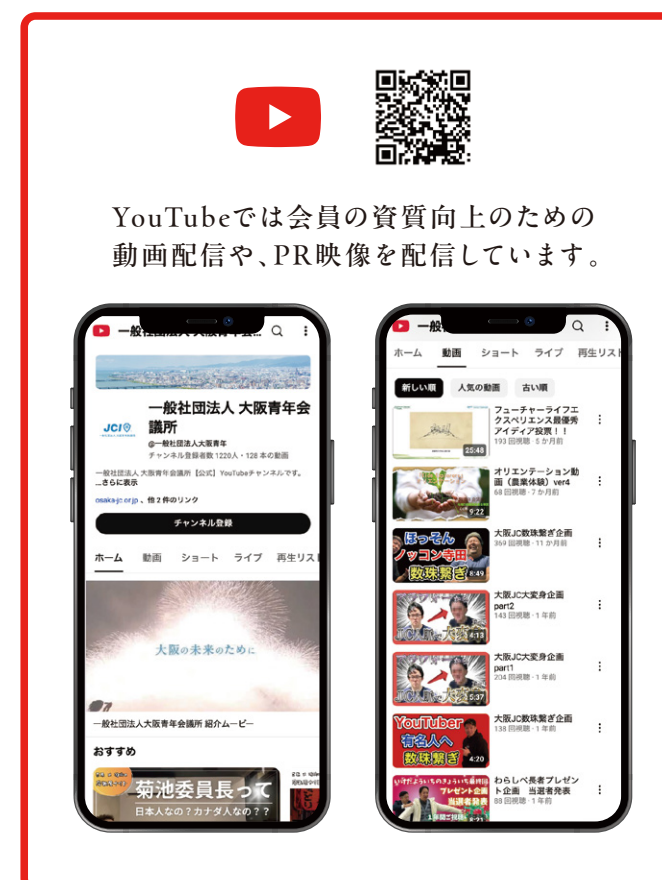 YouTubeでは会員の資質向上のための
動画配信や、PR映像を配信しています。
一般社団法人 大阪青年会…
JCI
一般社団法人 大阪青年会
議所
@一般社団法人大阪青年
チャンネル登録者数 1220人・128 本の動画
一般社団法人 大阪青年会議所【公式】YouTubeチャンネルです。
...さらに表示
osaka-jc.or.jp 、他 2 件のリンク
チャンネル登録
ホーム 動画 ショート ライブ 再生リスト
大阪の未来のために
一般社団法人大阪青年会議所 紹介ムービー
おすすめ
菊池委員長って
日本人なの？カナダ人なの？？
一般
ホーム 動画 ショート ライブ 再生リスト
新しい順 人気の動画 古い順
25:48
フューチャーライフエ
クスペリエンス最優秀
アイディア投票！！
193 回視聴・5 か月前
9:22
オリエンテーション動
画（農業体験）ver4
68 回視聴・7 か月前
ほっそん
ノッコン寺田
数珠繋ぎ
8:49
大阪JC数珠繋ぎ企画
369 回視聴・11 か月前
4:13
大阪JC大変身企画
part2
143 回視聴・1 年前
5:37
大阪JC大変身企画
part1
204 回視聴・1 年前
YouTuber
有名人へ
数珠繋ぎ
4:20
大阪JC数珠繋ぎ企画
138 回視聴・1 年前
プレゼント企画
当選者発表
8:21
わらしべ長者プレゼン
ト企画 当選者発表
88 回視聴・1 年前